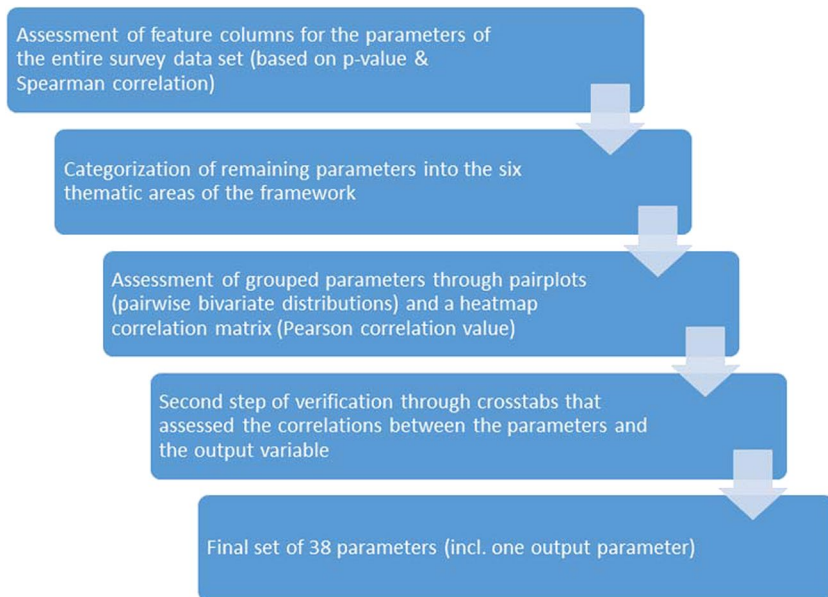 Assessment of feature columns for the parameters of
the entire survey data set (based on p-value &
Spearman correlation)
Categorization of remaining parameters into the six
thematic areas of the framework
Assessment of grouped parameters through pairplots
(pairwise bivariate distributions) and a heatmap
correlation matrix (Pearson correlation value)
Second step of verification through crosstabs that
assessed the correlations between the parameters and
the output variable
Final set of 38 parameters (incl. one output parameter)